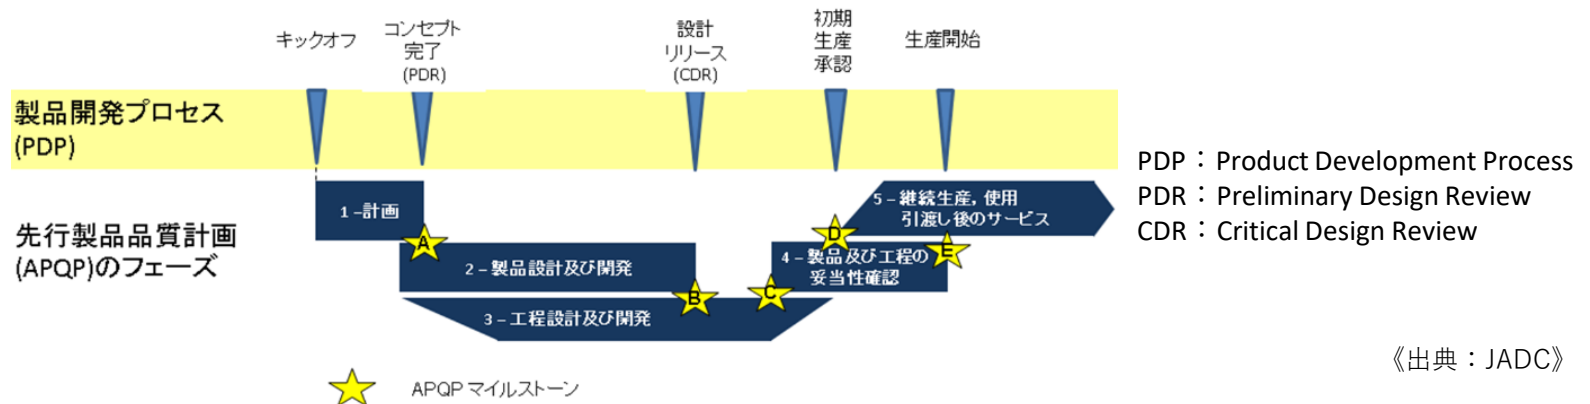 キックオフ
コンセプト
完了
(PDR)
設計
リリース
(CDR)
初期
生産
承認
生産開始
製品開発プロセス
(PDP)
先行製品品質計画
(APQP)のフェーズ
1 –計画
A
2 – 製品設計及び開発
B
3 – 工程設計及び開発
C
4 – 製品及び工程の
妥当性確認
D
E
5 – 継続生産, 使用
引渡し後のサービス
APQP マイルストーン
PDP：Product Development Process
PDR：Preliminary Design Review
CDR：Critical Design Review
《出典：JADC》